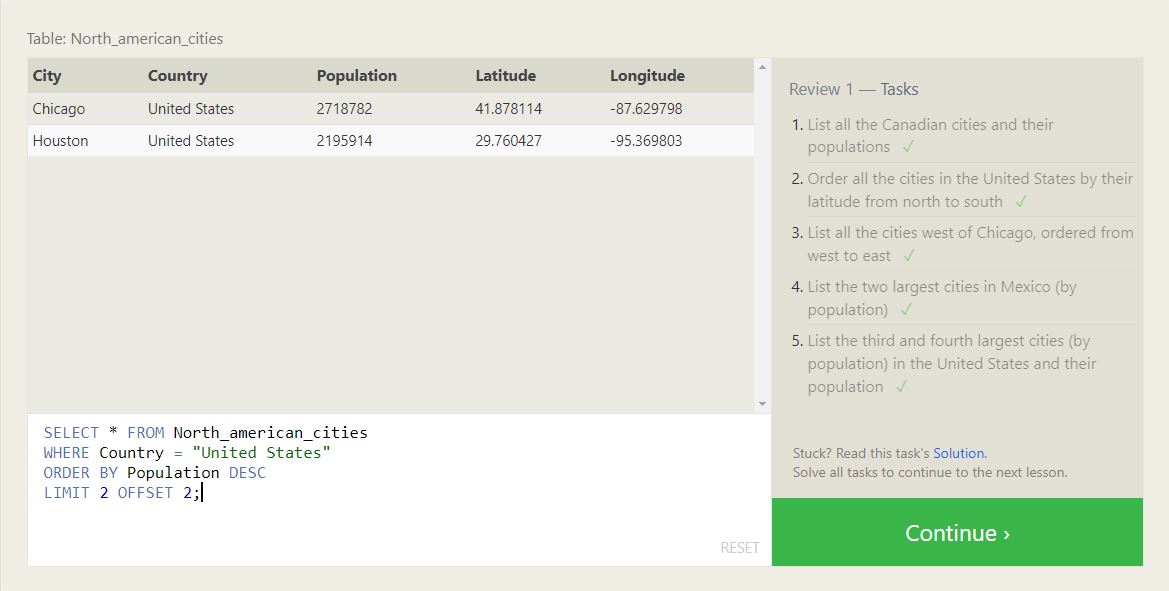 Table: North_american_cities
City Country Population Latitude Longitude
Chicago United States 2718782 41.878114 -87.629798
Houston United States 2195914 29.760427 -95.369803
SELECT * FROM North_american_cities
WHERE Country = "United States"
ORDER BY Population DESC
LIMIT 2 OFFSET 2;
RESET
Review 1 — Tasks
1. List all the Canadian cities and their
populations ✓
2. Order all the cities in the United States by their
latitude from north to south ✓
3. List all the cities west of Chicago, ordered from
west to east ✓
4. List the two largest cities in Mexico (by
population) ✓
5. List the third and fourth largest cities (by
population) in the United States and their
population ✓
Stuck? Read this task's Solution.
Solve all tasks to continue to the next lesson.
Continue ›